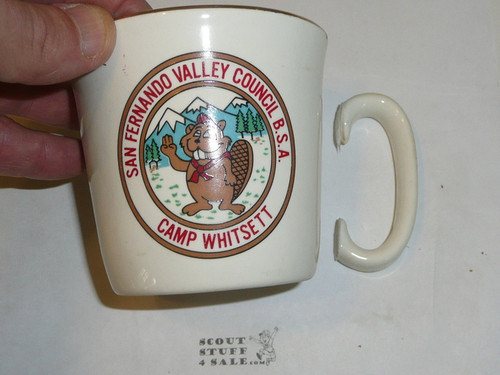 SAN FERNANDO VALLEY COUNCIL B.S.A.
CAMP WHITSETT
SCOUT
STUFF
4 SALE.com